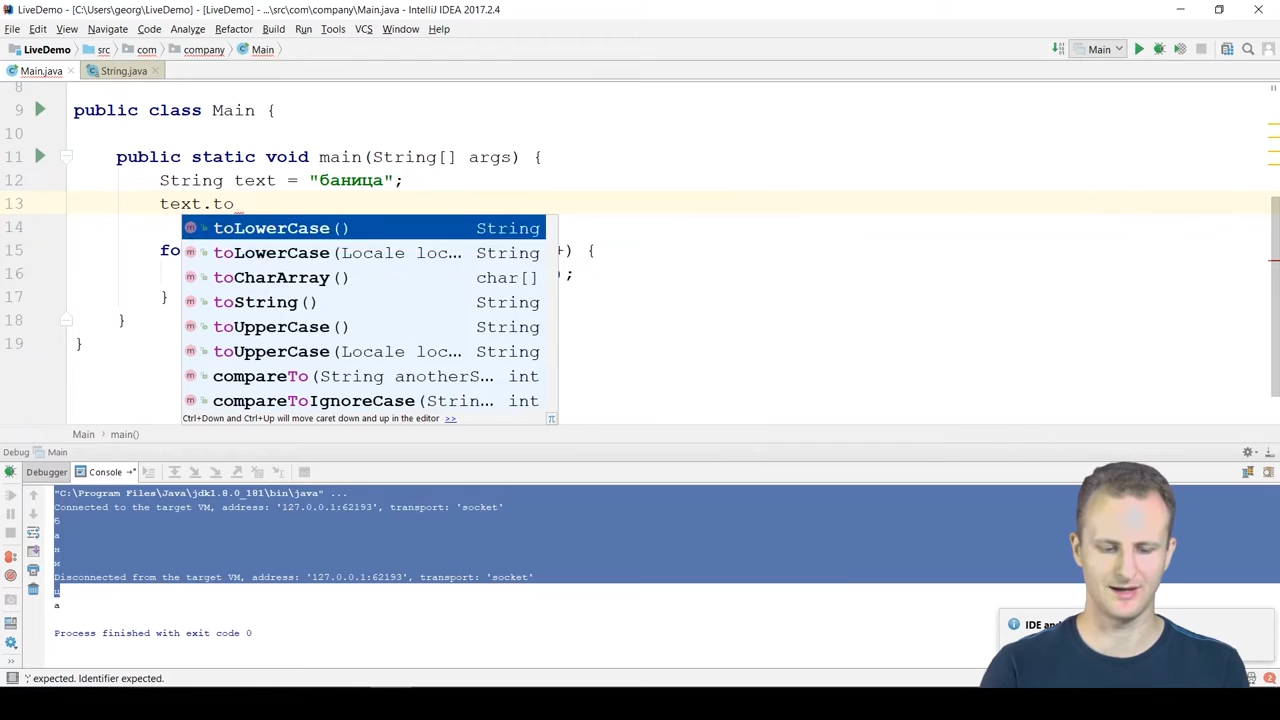 LiveDemo - [C:\Users\georg\LiveDemo] - [LiveDemo] - ...\src\com\company\Main.java - IntelliJ IDEA 2017.2.4
File Edit View Navigate Code Analyze Refactor Build Run Tools VCS Window Help
LiveDemo src com company Main Main
Main.java String.java
8
9 public class Main {
10
11 public static void main(String[] args) {
12 String text = "баница";
13 text.to
toLowerCase() String
14
toLowerCase(Locale loc... String
15 fo +) {
toCharArray() char[]
16 );
toString() String
17 }
toUpperCase() String
18 }
toUpperCase(Locale loc... String
19 }
compareTo(String anotherS... int
compareToIgnoreCase(Strin... int
Ctrl+Down and Ctrl+Up will move caret down and up in the editor >> π
Main main()
Debug Main
Debugger Console
"C:\Program Files\Java\jdk1.8.0_181\bin\java" ...
Connected to the target VM, address: '127.0.0.1:62193', transport: 'socket'
б
а
н
и
Disconnected from the target VM, address: '127.0.0.1:62193', transport: 'socket'
ц
а
Process finished with exit code 0
IDE and
';' expected. Identifier expected. 2